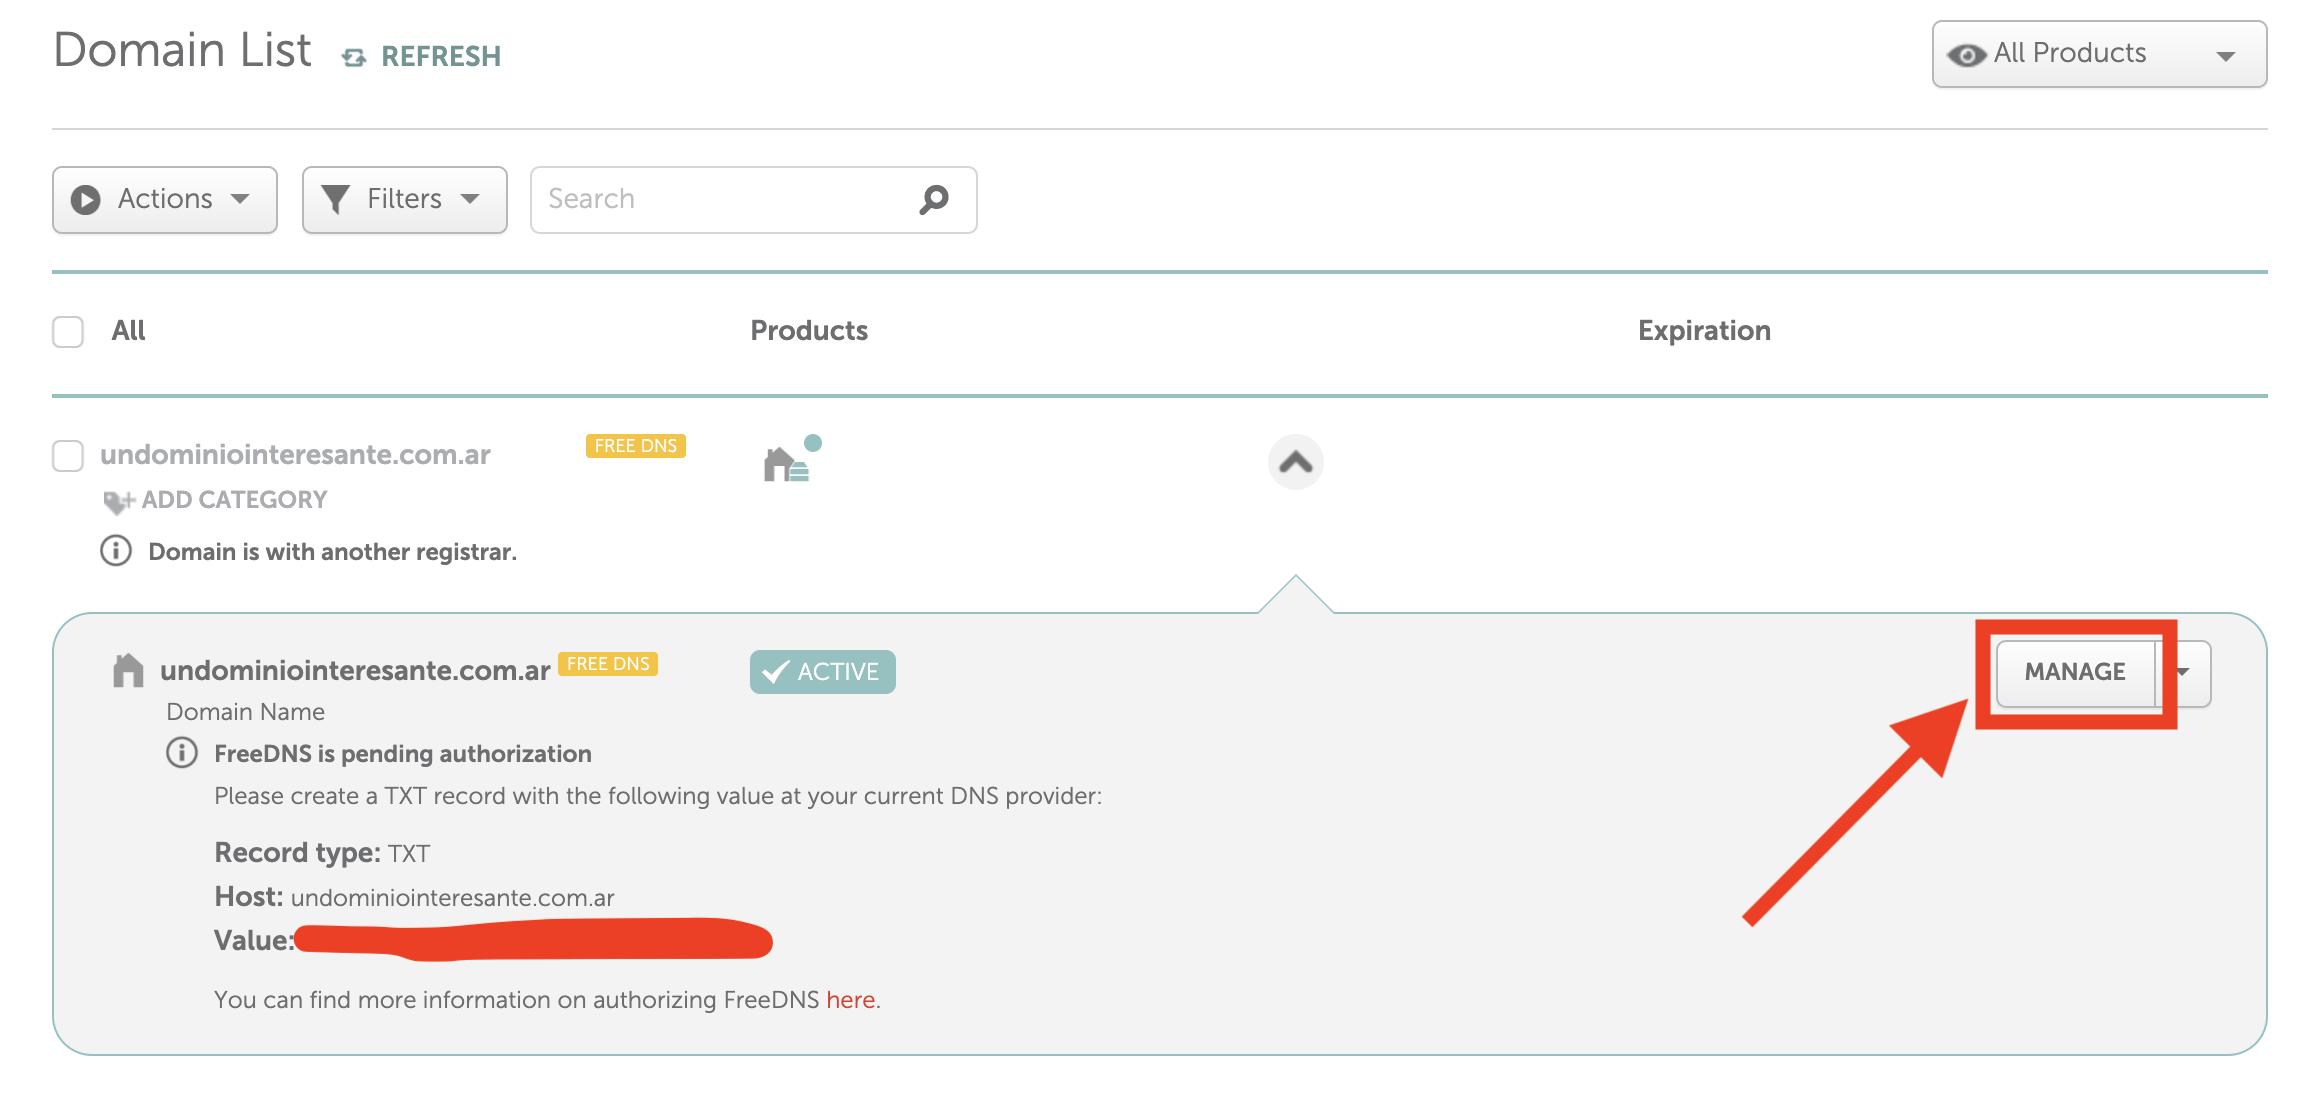 Domain List REFRESH All Products
Actions Filters Search
All Products Expiration
undominiointeresante.com.ar FREE DNS
ADD CATEGORY
Domain is with another registrar.
undominiointeresante.com.ar FREE DNS ACTIVE MANAGE
Domain Name
FreeDNS is pending authorization
Please create a TXT record with the following value at your current DNS provider:
Record type: TXT
Host: undominiointeresante.com.ar
Value:
You can find more information on authorizing FreeDNS here.